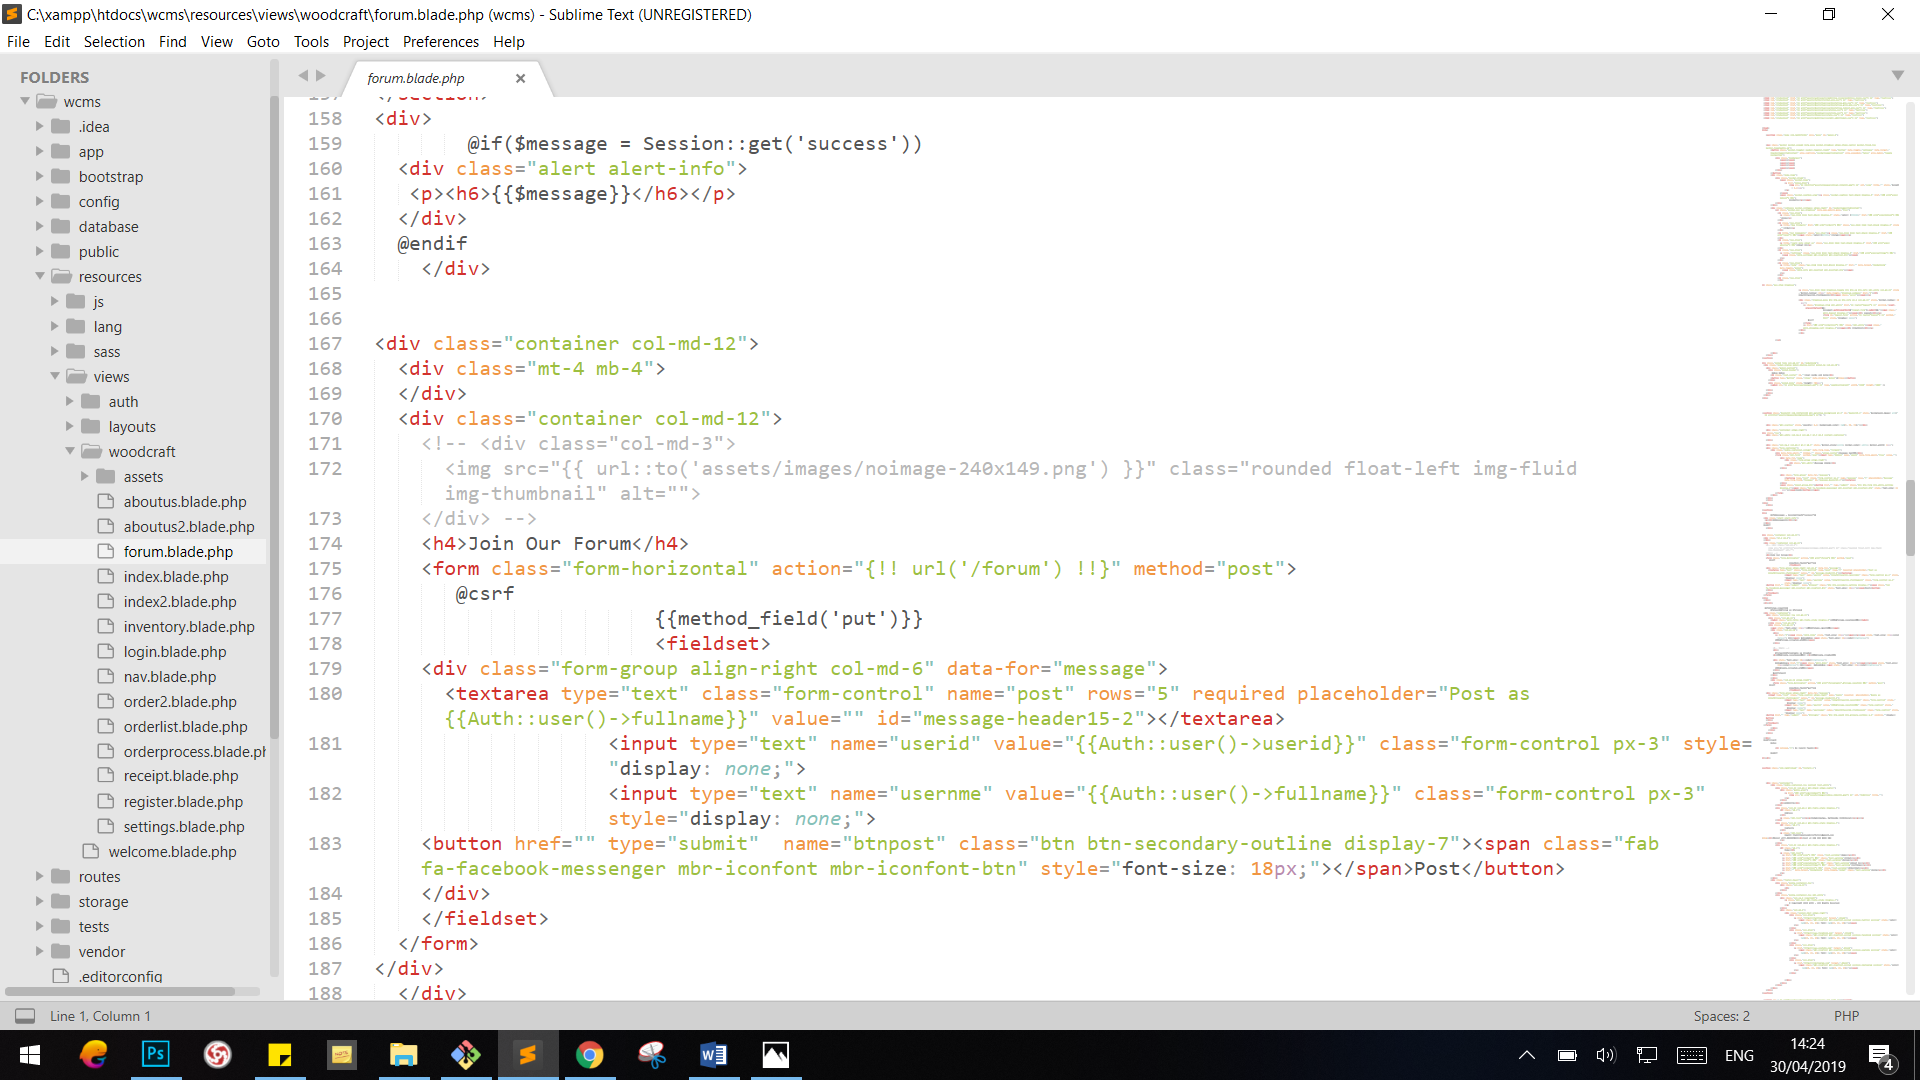 C:\xampp\htdocs\wcms\resources\views\woodcraft\forum.blade.php (wcms) - Sublime Text (UNREGISTERED)
File Edit Selection Find View Goto Tools Project Preferences Help
FOLDERS
wcms
.idea
app
bootstrap
config
database
public
resources
js
lang
sass
views
auth
layouts
woodcraft
assets
aboutus.blade.php
aboutus2.blade.php
forum.blade.php
index.blade.php
index2.blade.php
inventory.blade.php
login.blade.php
nav.blade.php
order2.blade.php
orderlist.blade.php
orderprocess.blade.ph
receipt.blade.php
register.blade.php
settings.blade.php
welcome.blade.php
routes
storage
tests
vendor
.editorconfig
forum.blade.php
157 </section>
158 <div>
159 @if($message = Session::get('success'))
160 <div class="alert alert-info">
161 <p><h6>{{$message}}</h6></p>
162 </div>
163 @endif
164 </div>
165
166
167 <div class="container col-md-12">
168 <div class="mt-4 mb-4">
169 </div>
170 <div class="container col-md-12">
171 <!-- <div class="col-md-3">
172 <img src="{{ url::to('assets/images/noimage-240x149.png') }}" class="rounded float-left img-fluid
img-thumbnail" alt="">
173 </div> -->
174 <h4>Join Our Forum</h4>
175 <form class="form-horizontal" action="{!! url('/forum') !!}" method="post">
176 @csrf
177 {{method_field('put')}}
178 <fieldset>
179 <div class="form-group align-right col-md-6" data-for="message">
180 <textarea type="text" class="form-control" name="post" rows="5" required placeholder="Post as
{{Auth::user()->fullname}}" value="" id="message-header15-2"></textarea>
181 <input type="text" name="userid" value="{{Auth::user()->userid}}" class="form-control px-3" style=
"display: none;">
182 <input type="text" name="usernme" value="{{Auth::user()->fullname}}" class="form-control px-3"
style="display: none;">
183 <button href="" type="submit"  name="btnpost" class="btn btn-secondary-outline display-7"><span class="fab
fa-facebook-messenger mbr-iconfont mbr-iconfont-btn" style="font-size: 18px;"></span>Post</button>
184 </div>
185 </fieldset>
186 </form>
187 </div>
188 </div>
Line 1, Column 1
Spaces: 2
PHP
Ps
ENG
14:24
30/04/2019
4